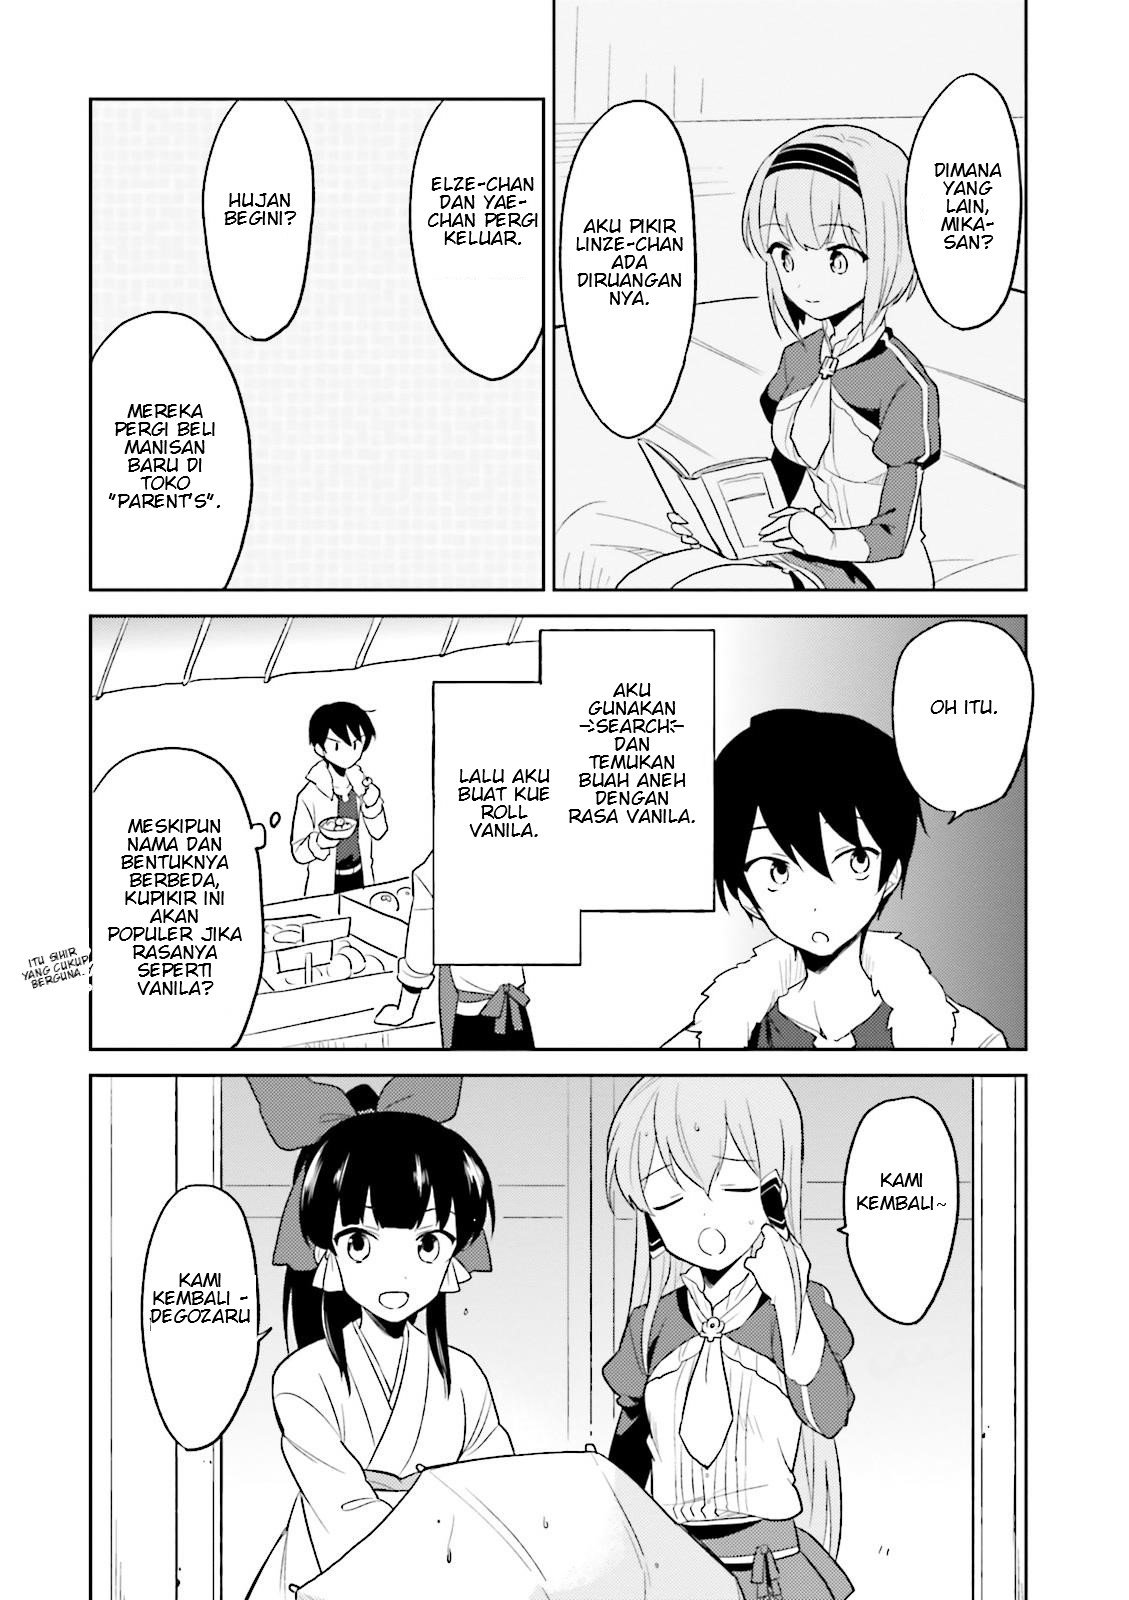 DIMANA
YANG
LAIN,
MIKA-
SAN?
AKU PIKIR
LINZE-CHAN
ADA
DIRUANGAN
NYA.
ELZE-CHAN
DAN YAE-
CHAN PERGI
KELUAR.
HUJAN
BEGINI?
MEREKA
PERGI BELI
MANISAN
BARU DI
TOKO
"PARENT'S".
OH ITU.
AKU
GUNAKAN
-SEARCH-
DAN
TEMUKAN
BUAH ANEH
DENGAN
RASA VANILA.
LALU AKU
BUAT KUE
ROLL
VANILA.
MESKIPUN
NAMA DAN
BENTUKNYA
BERBEDA,
KUPIKIR INI
AKAN
POPULER JIKA
RASANYA
SEPERTI
VANILA?
ITU SIHIR
YANG CUKUP
BERGUNA.
KAMI
KEMBALI~
KAMI
KEMBALI -
DEGOZARU